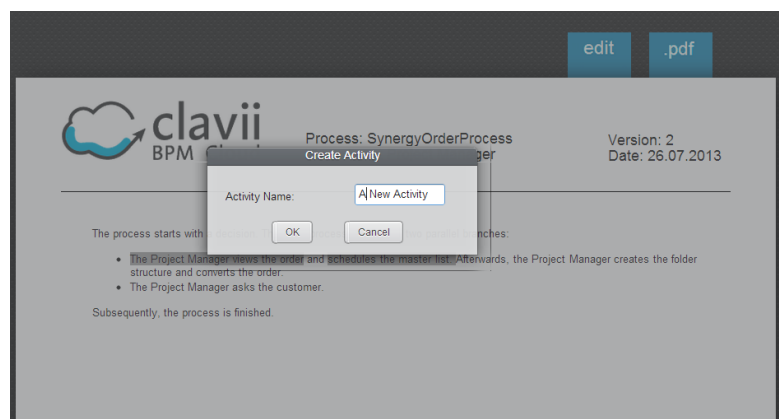 edit
.pdf
clavii
BPM
Process: SynergyOrderProcess
Version: 2
Date: 26.07.2013
Create Activity
Activity Name:
A New Activity
OK
Cancel
The process starts with
The Project Manager views the order and schedules the master list. Afterwards, the Project Manager creates the folder
structure and converts the order.
The Project Manager asks the customer.
Subsequently, the process is finished.